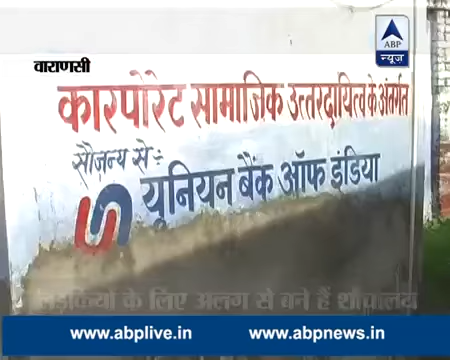 वाराणसी
ABP
न्यूज़
कारपोरेट सामाजिक उत्तरदायित्व के अंतर्गत
सौजन्य से :-
यूनियन बैंक ऑफ इंडिया
लड़कियों के लिए अलग से बने हैं शौचालय
www.abplive.in
www.abpnews.in